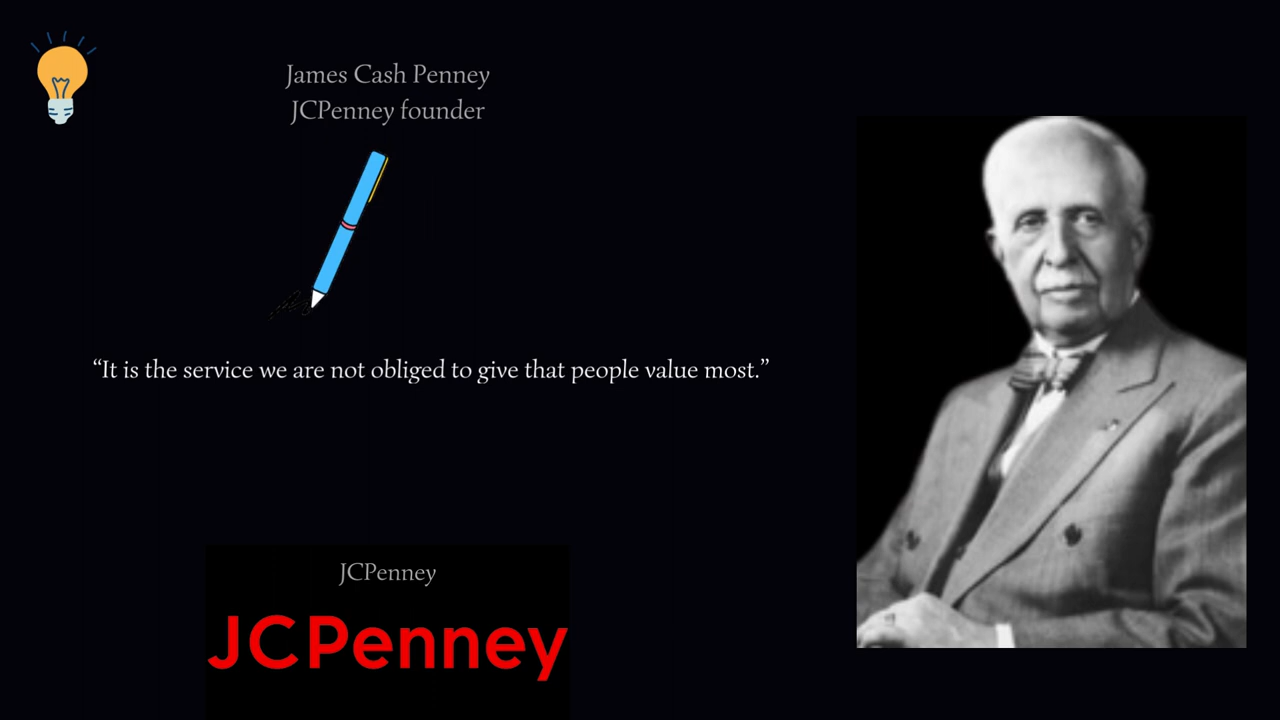 James Cash Penney
JCPenney founder
“It is the service we are not obliged to give that people value most.”
JCPenney
JCPenney